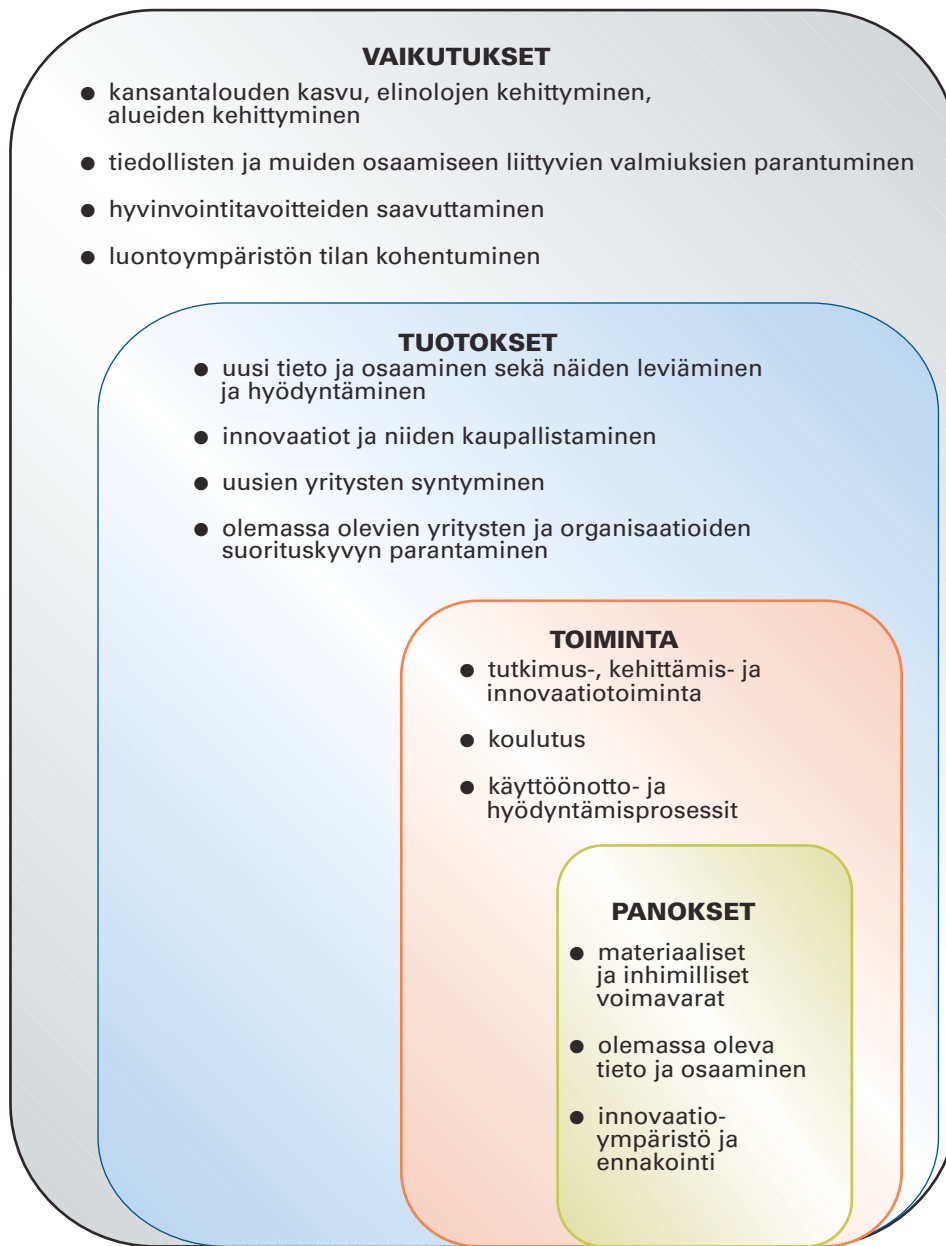 VAIKUTUKSET
● kansantalouden kasvu, elinolojen kehittyminen,
alueiden kehittyminen
● tiedollisten ja muiden osaamiseen liittyvien valmiuksien parantuminen
● hyvinvointitavoitteiden saavuttaminen
● luontoympäristön tilan kohentuminen
TUOTOKSET
● uusi tieto ja osaaminen sekä näiden leviäminen
ja hyödyntäminen
● innovaatiot ja niiden kaupallistaminen
● uusien yritysten syntyminen
● olemassa olevien yritysten ja organisaatioiden
suorituskyvyn parantaminen
TOIMINTA
● tutkimus-, kehittämis- ja
innovaatiotoiminta
● koulutus
● käyttöönotto- ja
hyödyntämisprosessit
PANOKSET
● materiaaliset
ja inhimilliset
voimavarat
● olemassa oleva
tieto ja osaaminen
● innovaatio-
ympäristö ja
ennakointi